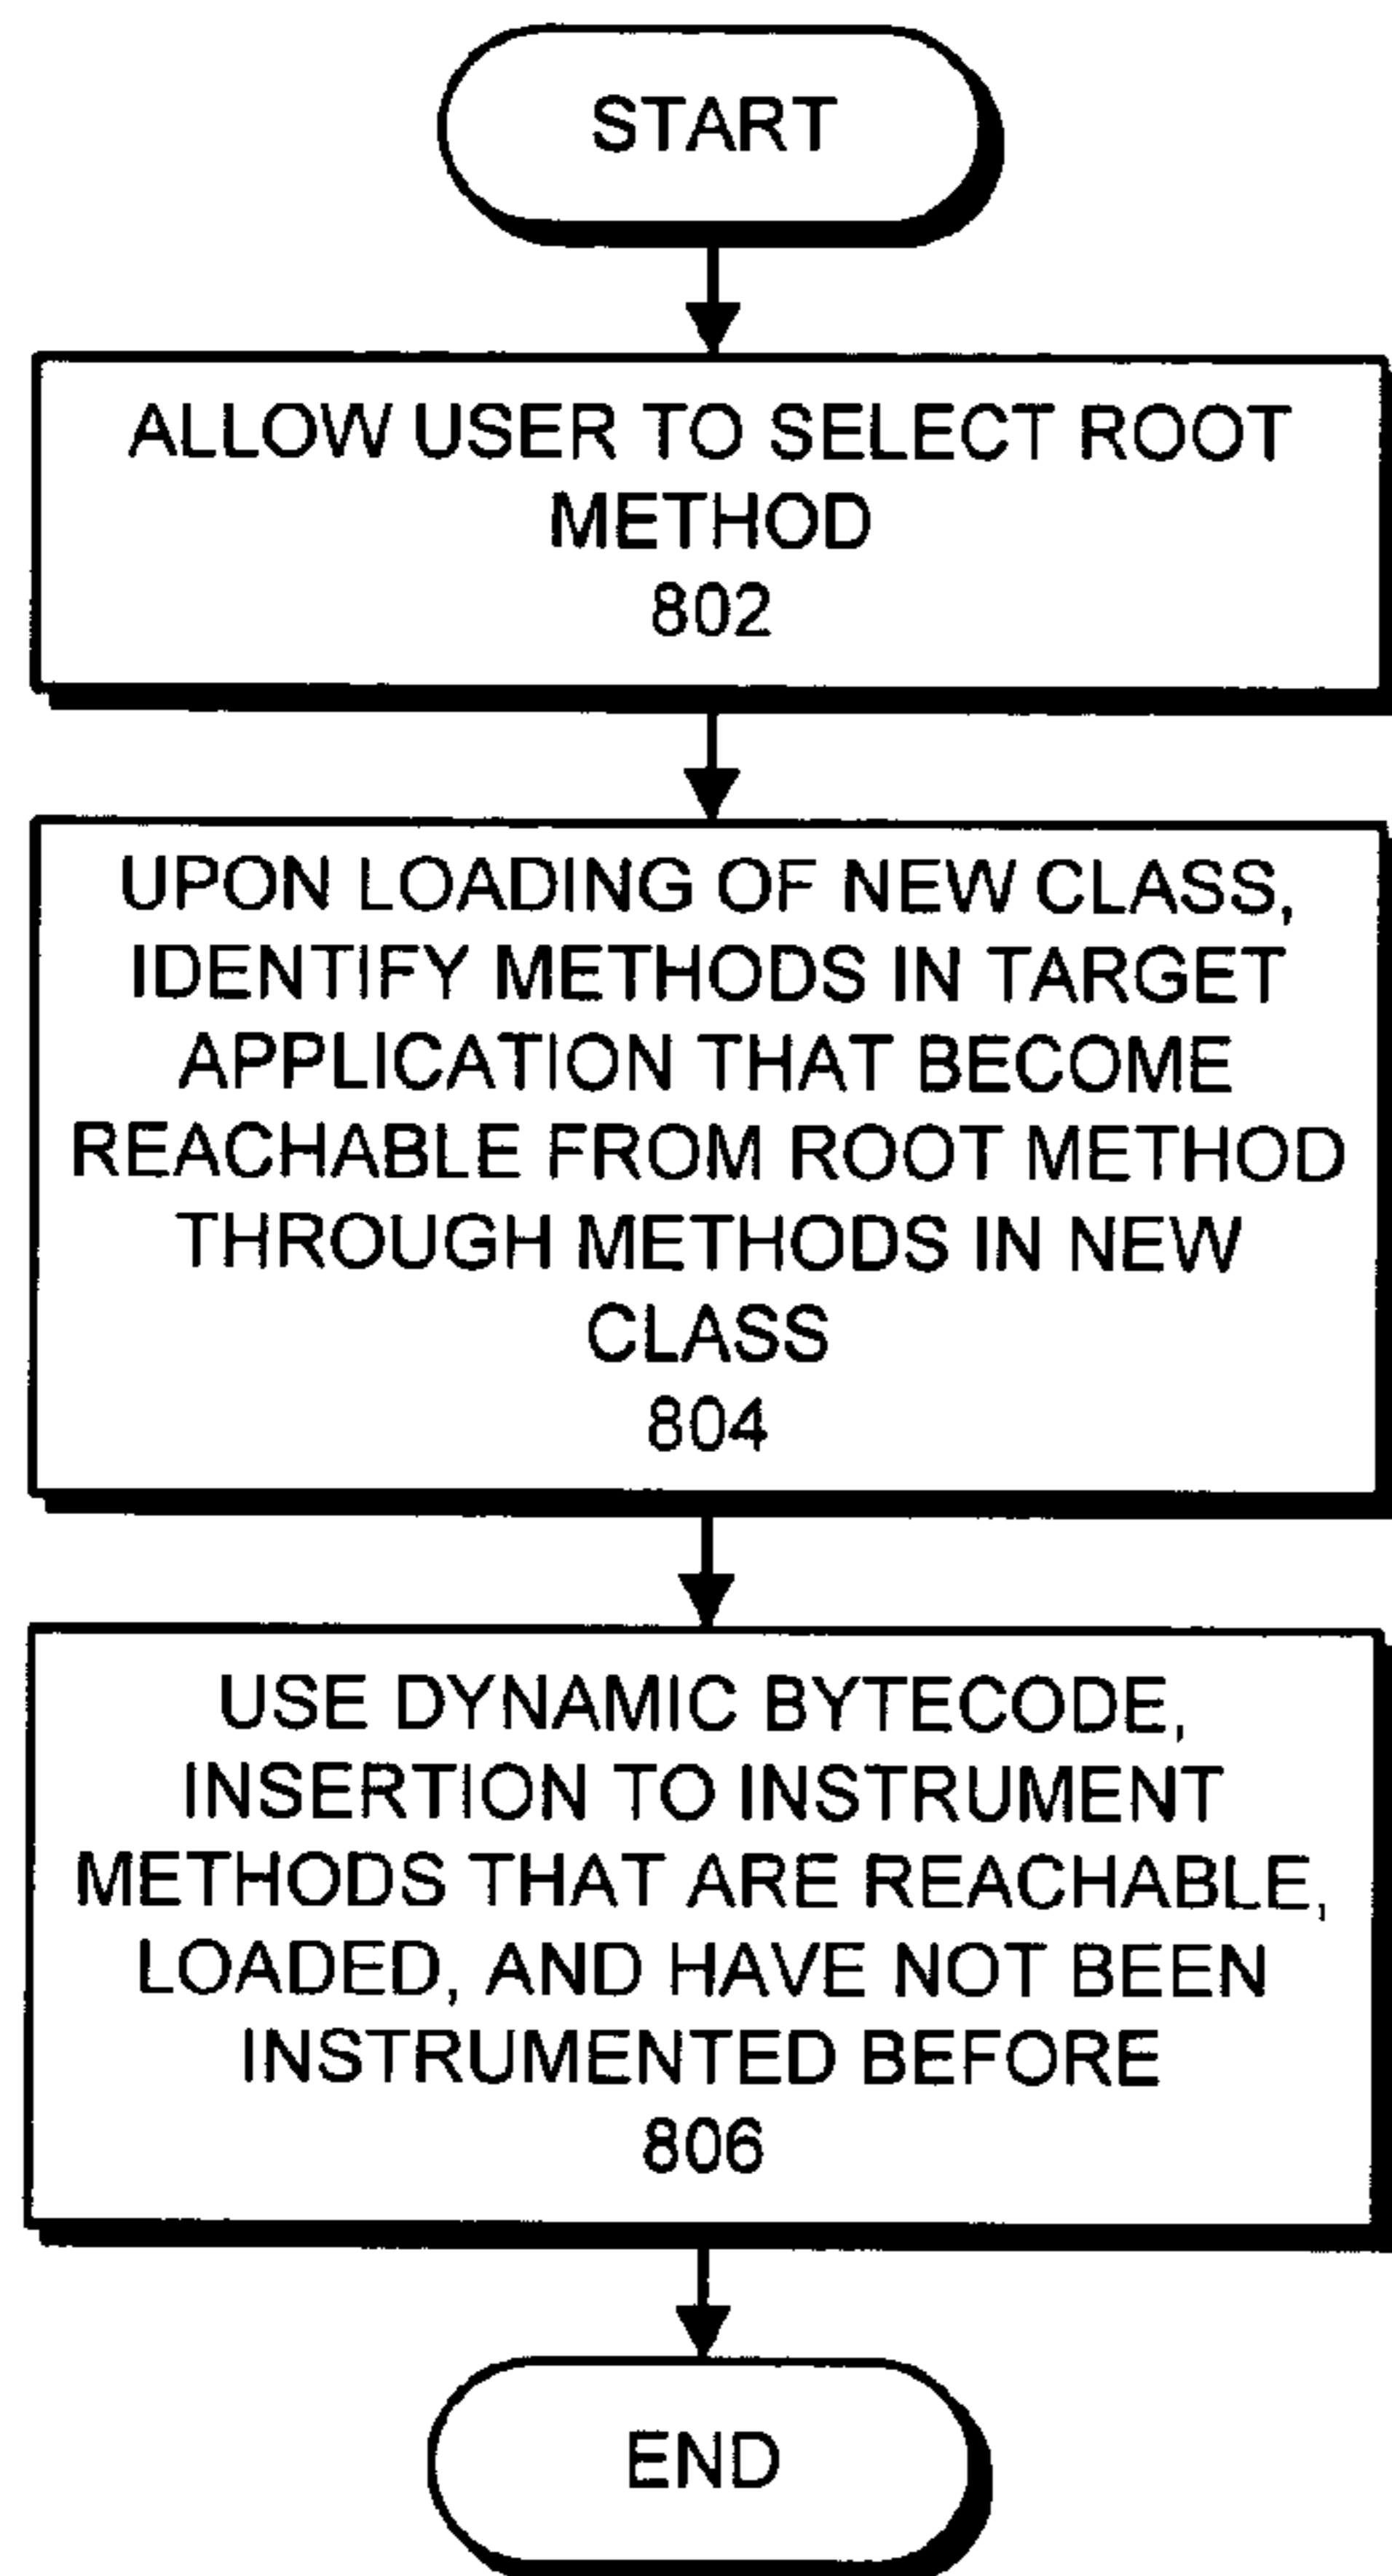 START
ALLOW USER TO SELECT ROOT
METHOD
802
UPON LOADING OF NEW CLASS,
IDENTIFY METHODS IN TARGET
APPLICATION THAT BECOME
REACHABLE FROM ROOT METHOD
THROUGH METHODS IN NEW
CLASS
804
USE DYNAMIC BYTECODE,
INSERTION TO INSTRUMENT
METHODS THAT ARE REACHABLE,
LOADED, AND HAVE NOT BEEN
INSTRUMENTED BEFORE
806
END